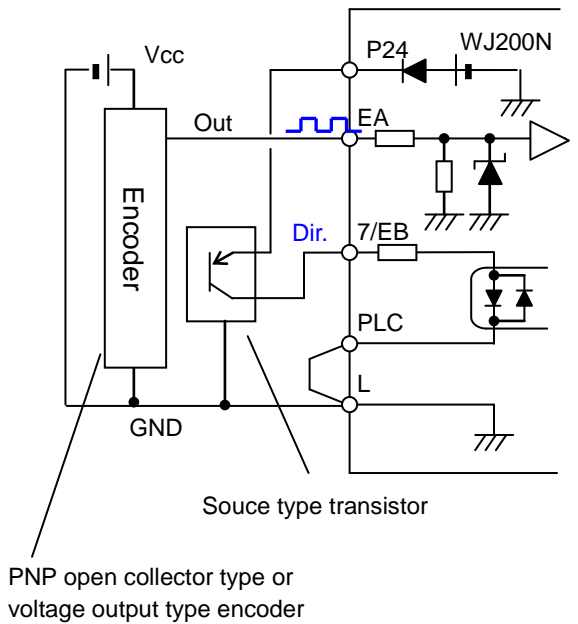 Vcc
P24
WJ200N
Out
EA
Encoder
Dir.
7/EB
PLC
L
GND
Souce type transistor
PNP open collector type or
voltage output type encoder